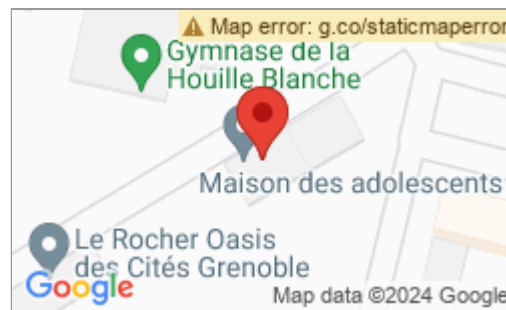 ⚠ Map error: g.co/staticmaperror
Gymnase de la
Houille Blanche
Maison des adolescents
Le Rocher Oasis
des Cités Grenoble
Google
Map data ©2024 Google